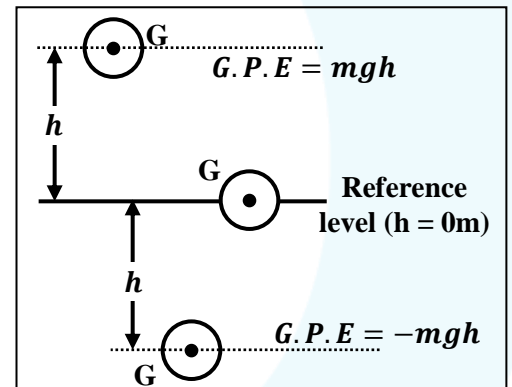 G
G.P.E = mgh
h
G
Reference
level (h = 0m)
h
G.P.E = −mgh
G